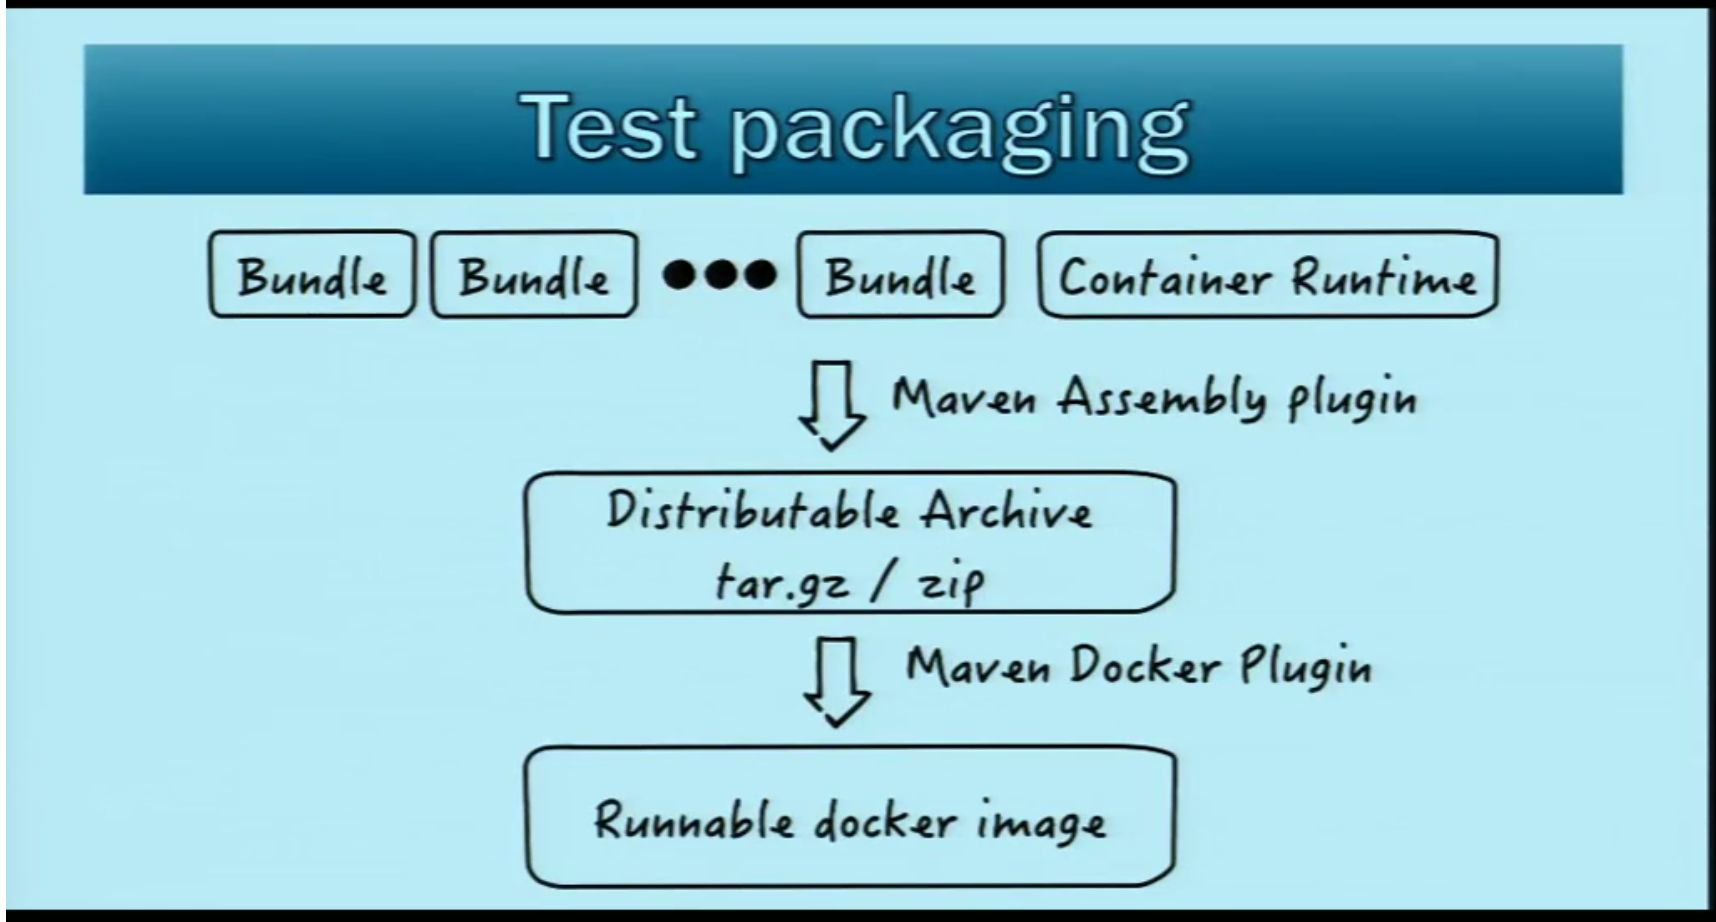 Test packaging
Bundle Bundle ●●● Bundle Container Runtime
Maven Assembly plugin
Distributable Archive
tar.gz / zip
Maven Docker Plugin
Runnable docker image